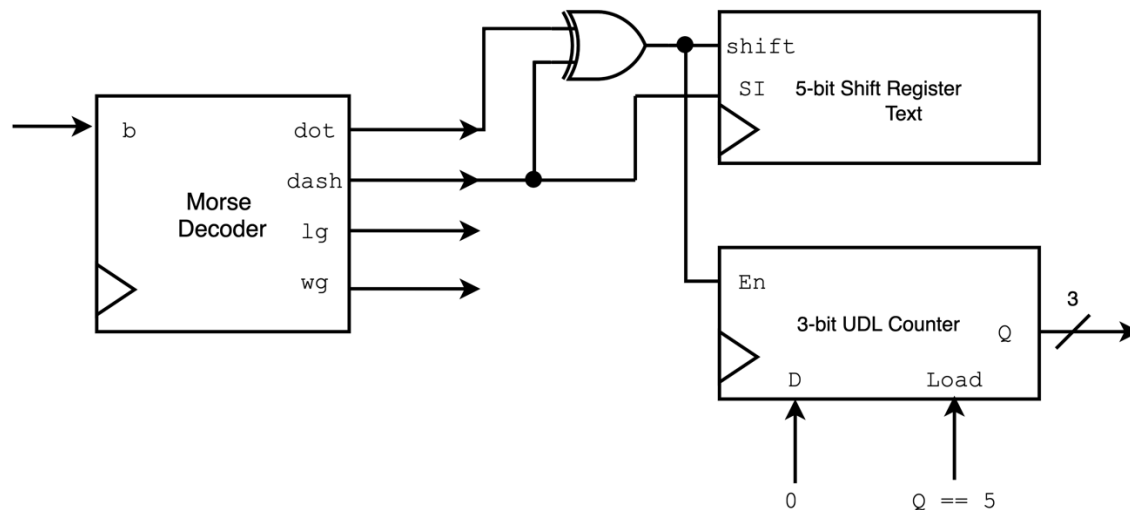 b
dot
dash
lg
wg
Morse
Decoder
shift
SI
5-bit Shift Register
Text
En
3-bit UDL Counter
Q
D
Load
3
0
Q == 5